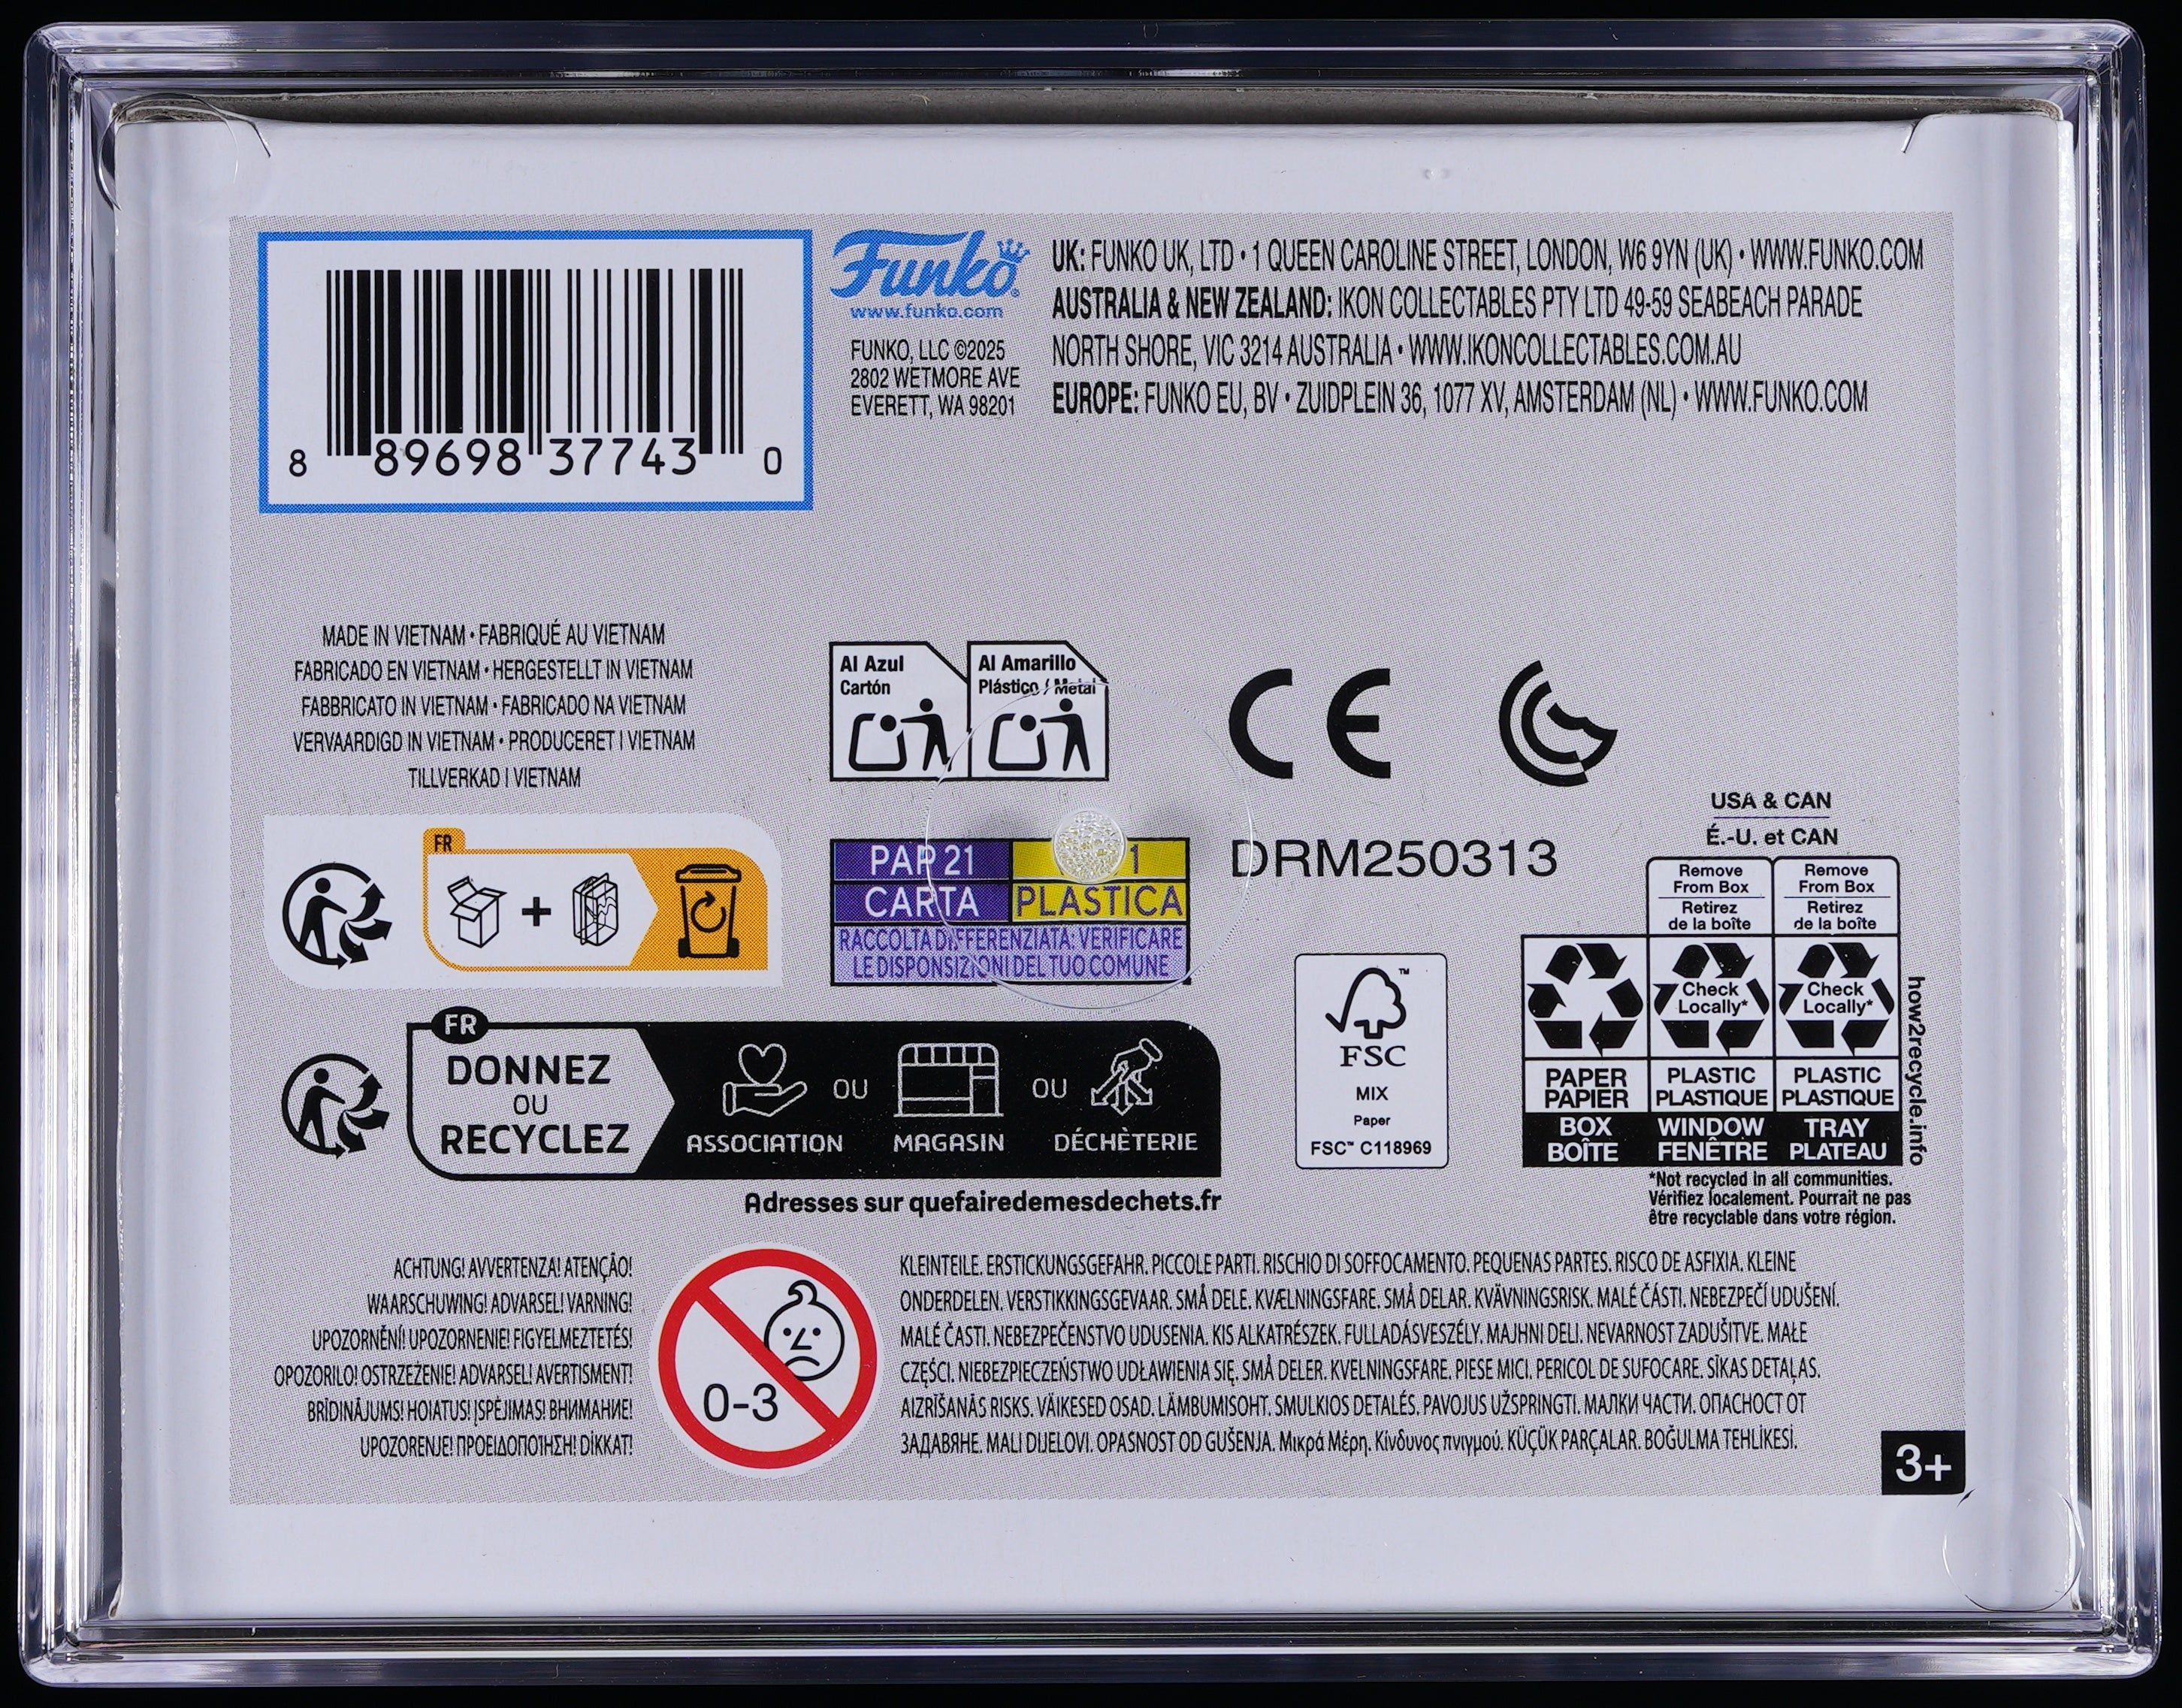 8 89698 37743 0
Funko
www.funko.com
FUNKO, LLC ©2025
2802 WETMORE AVE
EVERETT, WA 98201
UK: FUNKO UK, LTD • 1 QUEEN CAROLINE STREET, LONDON, W6 9YN (UK) • WWW.FUNKO.COM
AUSTRALIA & NEW ZEALAND: IKON COLLECTABLES PTY LTD 49-59 SEABEACH PARADE
NORTH SHORE, VIC 3214 AUSTRALIA • WWW.IKONCOLLECTABLES.COM.AU
EUROPE: FUNKO EU, BV • ZUIDPLEIN 36, 1077 XV, AMSTERDAM (NL) • WWW.FUNKO.COM
MADE IN VIETNAM • FABRIQUÉ AU VIETNAM
FABRICADO EN VIETNAM • HERGESTELLT IN VIETNAM
FABBRICATO IN VIETNAM • FABRICADO NA VIETNAM
VERVAARDIGD IN VIETNAM • PRODUCERET I VIETNAM
TILLVERKAD I VIETNAM
Al Azul
Cartón
Al Amarillo
Plástico / Metal
CE
FR
+
PAP 21
CARTA
1
PLASTICA
RACCOLTA DIFFERENZIATA: VERIFICARE
LE DISPONSIZIONI DEL TUO COMUNE
DRM250313
USA & CAN
É.-U. et CAN
Remove
From Box
Retirez
de la boîte
Remove
From Box
Retirez
de la boîte
Check
Locally*
Check
Locally*
PAPER
PAPIER
PLASTIC
PLASTIQUE
PLASTIC
PLASTIQUE
BOX
BOÎTE
WINDOW
FENÊTRE
TRAY
PLATEAU
how2recycle.info
*Not recycled in all communities.
Vérifiez localement. Pourrait ne pas
être recyclable dans votre région.
FSC
MIX
Paper
FSC™ C118969
FR
DONNEZ
OU
RECYCLEZ
ASSOCIATION
OU
MAGASIN
OU
DÉCHÈTERIE
Adresses sur quefairedemesdechets.fr
ACHTUNG! AVVERTENZA! ATENÇÃO!
WAARSCHUWING! ADVARSEL! VARNING!
UPOZORNĚNÍ! UPOZORNENIE! FIGYELMEZTETÉS!
OPOZORILO! OSTRZEŻENIE! ADVARSEL! AVERTISMENT!
BRĪDINĀJUMS! HOIATUS! ĮSPĖJIMAS! ВНИМАНИЕ!
UPOZORENJE! ΠΡΟΕΙΔΟΠΟΊΗΣΗ! DİKKAT!
0-3
KLEINTEILE. ERSTICKUNGSGEFAHR. PICCOLE PARTI. RISCHIO DI SOFFOCAMENTO. PEQUENAS PARTES. RISCO DE ASFIXIA. KLEINE
ONDERDELEN. VERSTIKKINGSGEVAAR. SMÅ DELE. KVÆLNINGSFARE. SMÅ DELAR. KVÄVNINGSRISK. MALÉ ČÁSTI. NEBEZPEČÍ UDUŠENÍ.
MALÉ ČASTI. NEBEZPEČENSTVO UDUSENIA. KIS ALKATRÉSZEK. FULLADÁSVESZÉLY. MAJHNI DELI. NEVARNOST ZADUŠITVE. MAŁE
CZĘŚCI. NIEBEZPIECZEŃSTWO UDŁAWIENIA SIĘ. SMÅ DELER. KVELNINGSFARE. PIESE MICI. PERICOL DE SUFOCARE. SĪKAS DETAĻAS.
AIZRĪŠANĀS RISKS. VÄIKESED OSAD. LÄMBUMISOHT. SMULKIOS DETALĖS. PAVOJUS UŽSPRINGTI. МАЛКИ ЧАСТИ. ОПАСНОСТ ОТ
ЗАДАВЯНЕ. MALI DIJELOVI. OPASNOST OD GUŠENJA. Μικρά Μέρη. Κίνδυνος πνιγμού. KÜÇÜK PARÇALAR. BOĞULMA TEHLİKESİ.
3+